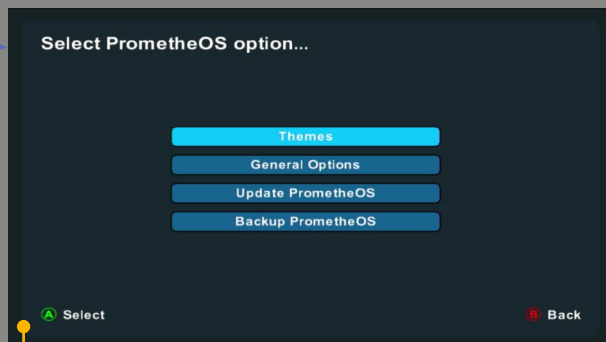 Select PrometheOS option...
Themes
General Options
Update PrometheOS
Backup PrometheOS
A Select
B Back